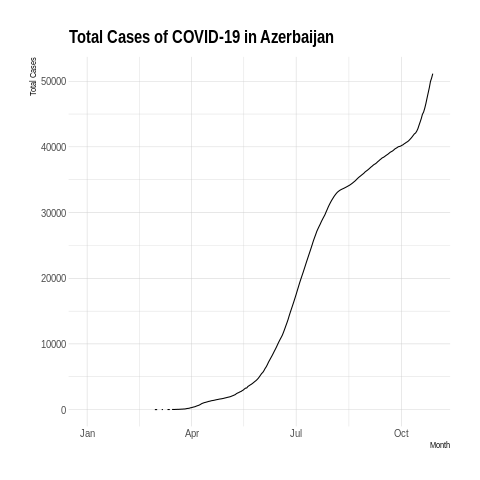 Total Cases of COVID-19 in Azerbaijan
Total Cases
50000
40000
30000
20000
10000
0
Jan Apr Jul Oct
Month